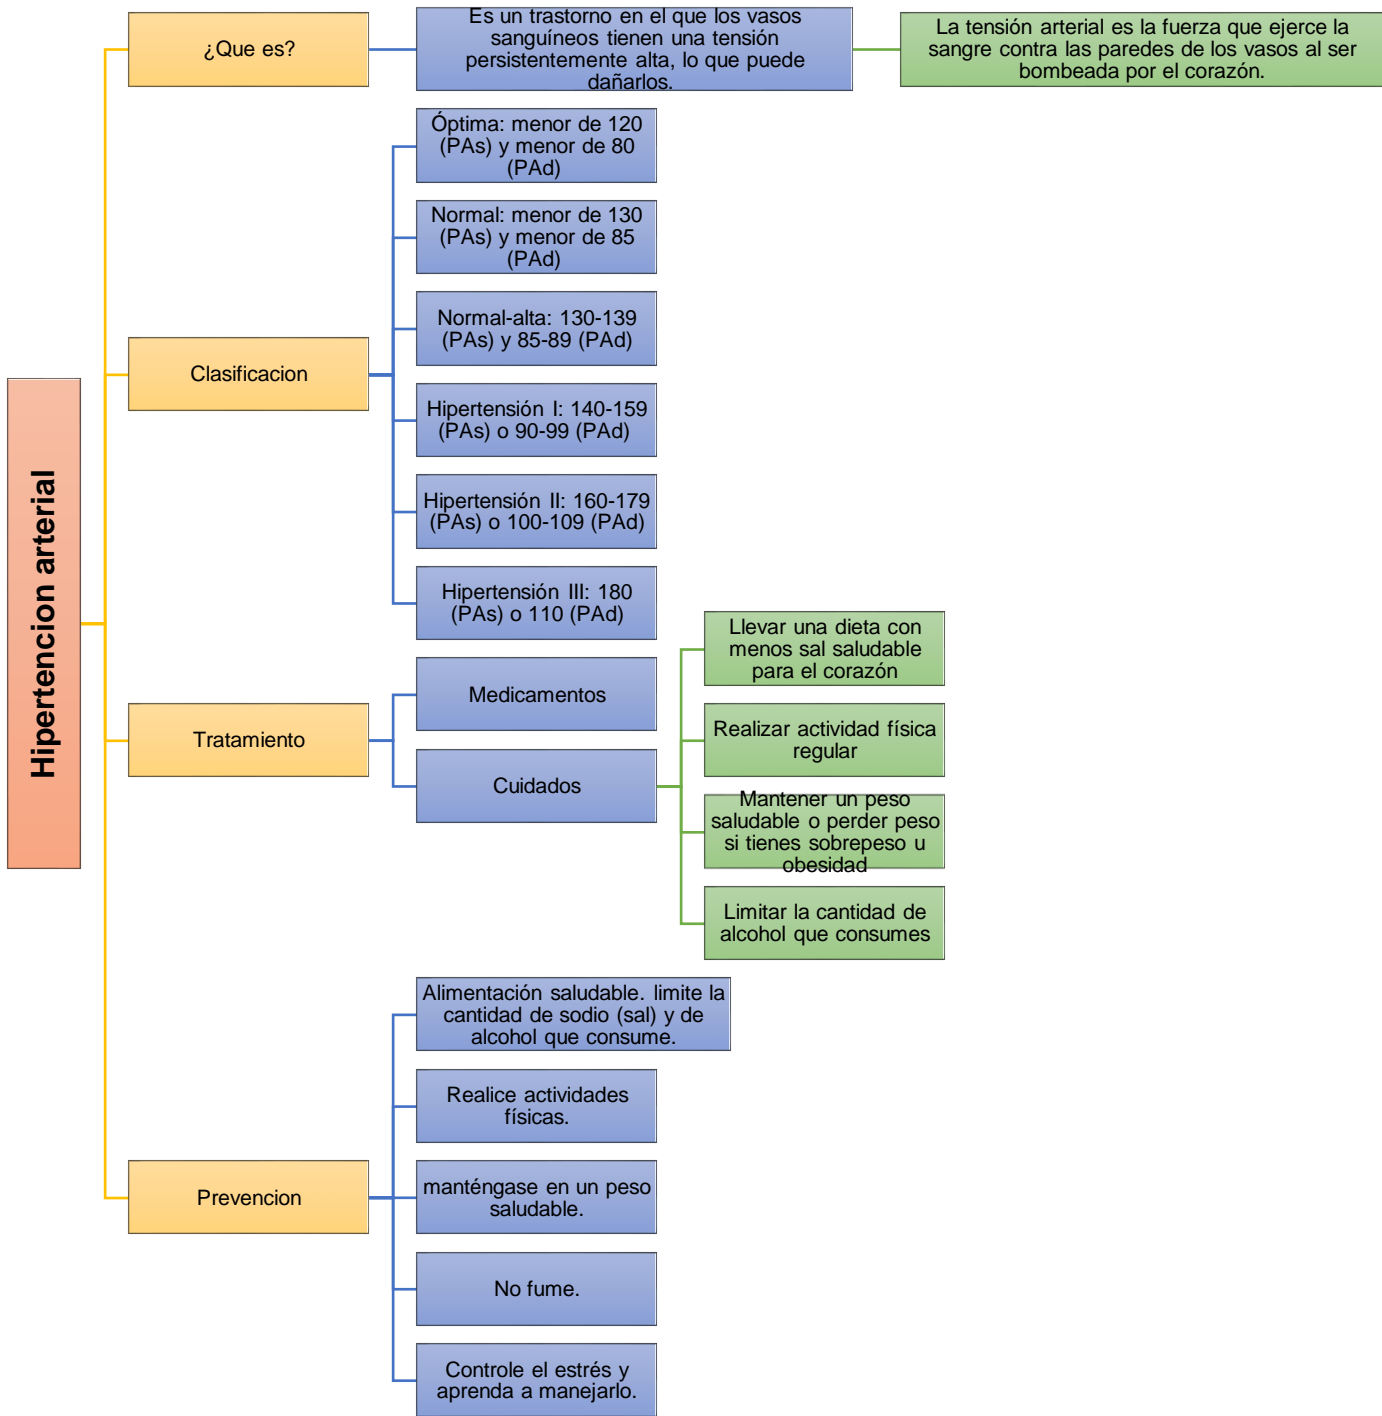 Hipertencion arterial
¿Que es?
Es un trastorno en el que los vasos
sanguíneos tienen una tensión
persistentemente alta, lo que puede
dañarlos.
La tensión arterial es la fuerza que ejerce la
sangre contra las paredes de los vasos al ser
bombeada por el corazón.
Clasificacion
Óptima: menor de 120
(PAs) y menor de 80
(PAd)
Normal: menor de 130
(PAs) y menor de 85
(PAd)
Normal-alta: 130-139
(PAs) y 85-89 (PAd)
Hipertensión I: 140-159
(PAs) o 90-99 (PAd)
Hipertensión II: 160-179
(PAs) o 100-109 (PAd)
Hipertensión III: 180
(PAs) o 110 (PAd)
Tratamiento
Medicamentos
Cuidados
Llevar una dieta con
menos sal saludable
para el corazón
Realizar actividad física
regular
Mantener un peso
saludable o perder peso
si tienes sobrepeso u
obesidad
Limitar la cantidad de
alcohol que consumes
Prevencion
Alimentación saludable. limite la
cantidad de sodio (sal) y de
alcohol que consume.
Realice actividades
físicas.
manténgase en un peso
saludable.
No fume.
Controle el estrés y
aprenda a manejarlo.